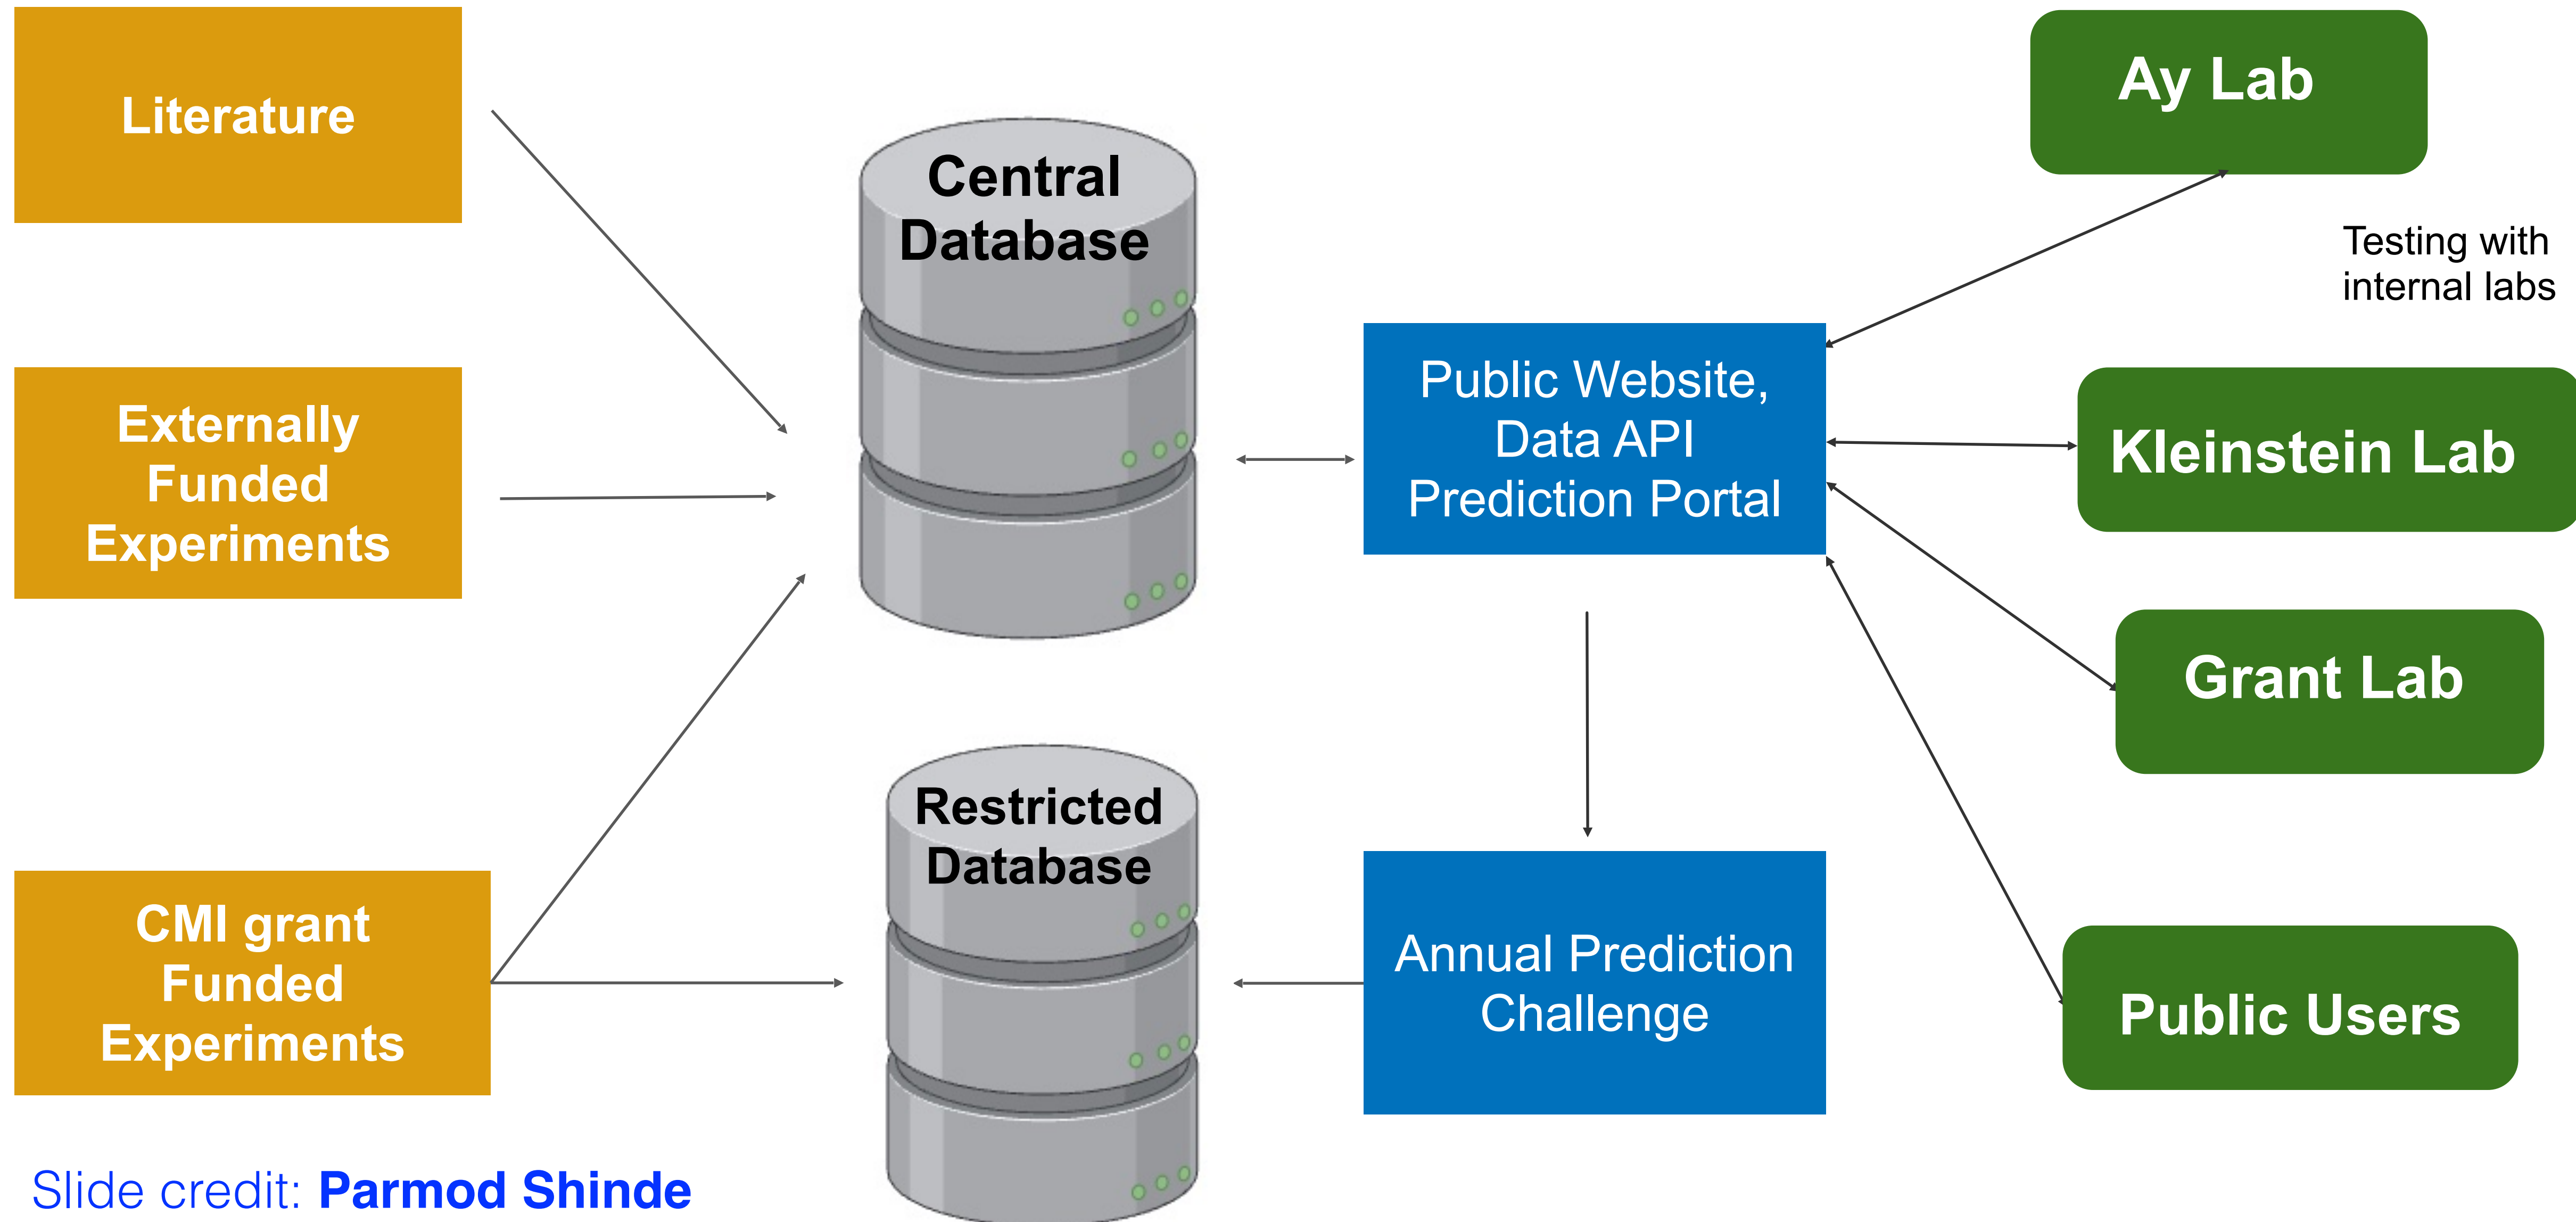 Literature
Externally
Funded
Experiments
CMI grant
Funded
Experiments
Central
Database
Restricted
Database
Public Website,
Data API
Prediction Portal
Annual Prediction
Challenge
Ay Lab
Testing with
internal labs
Kleinstein Lab
Grant Lab
Public Users
Slide credit: Parmod Shinde